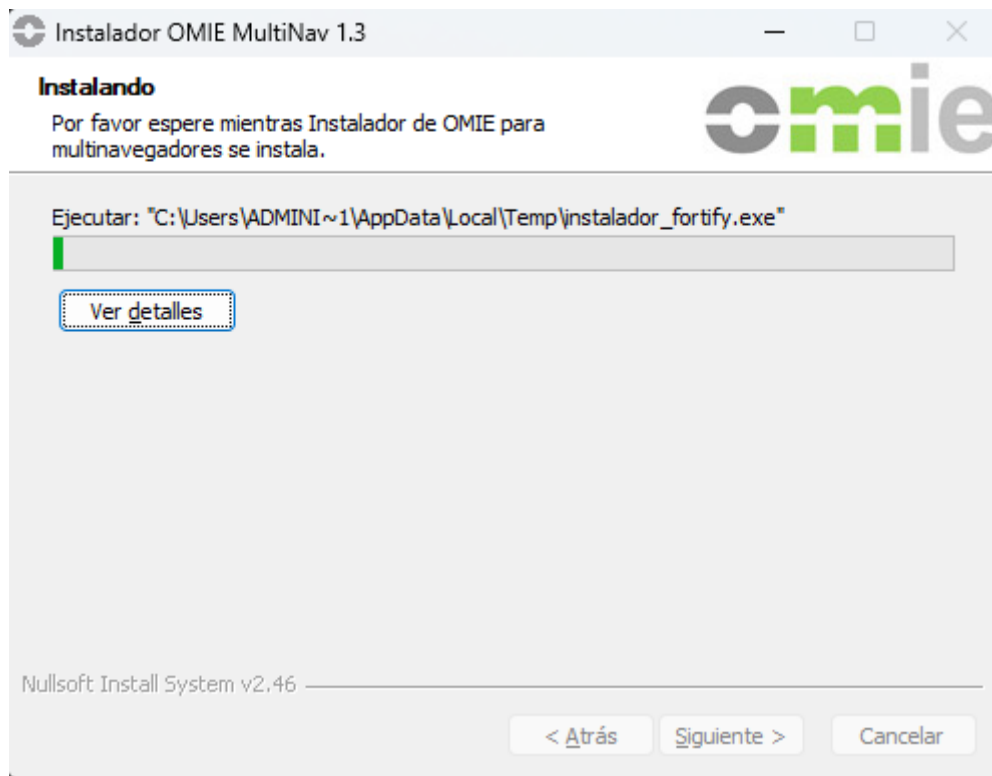 Instalador OMIE MultiNav 1.3
Instalando
Por favor espere mientras Instalador de OMIE para
multinavegadores se instala.
omie
Ejecutar: "C:\Users\ADMINI~1\AppData\Local\Temp\instalador_fortify.exe"
Ver detalles
Nullsoft Install System v2.46
< Atrás
Siguiente >
Cancelar